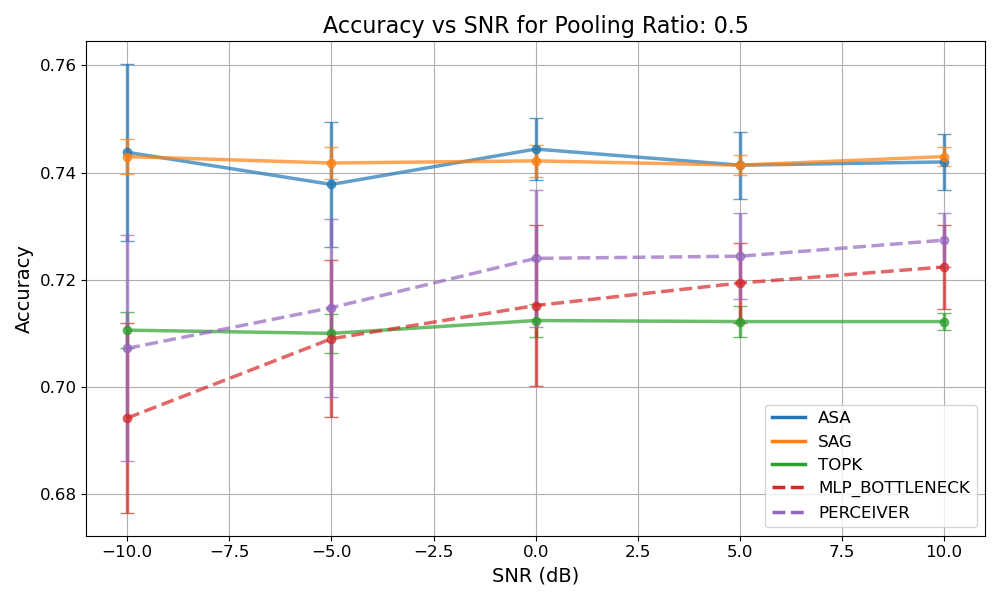 Accuracy vs SNR for Pooling Ratio: 0.5
0.76
0.74
0.72
0.70
0.68
Accuracy
ASA
SAG
TOPK
MLP_BOTTLENECK
PERCEIVER
−10.0 −7.5 −5.0 −2.5 0.0 2.5 5.0 7.5 10.0
SNR (dB)